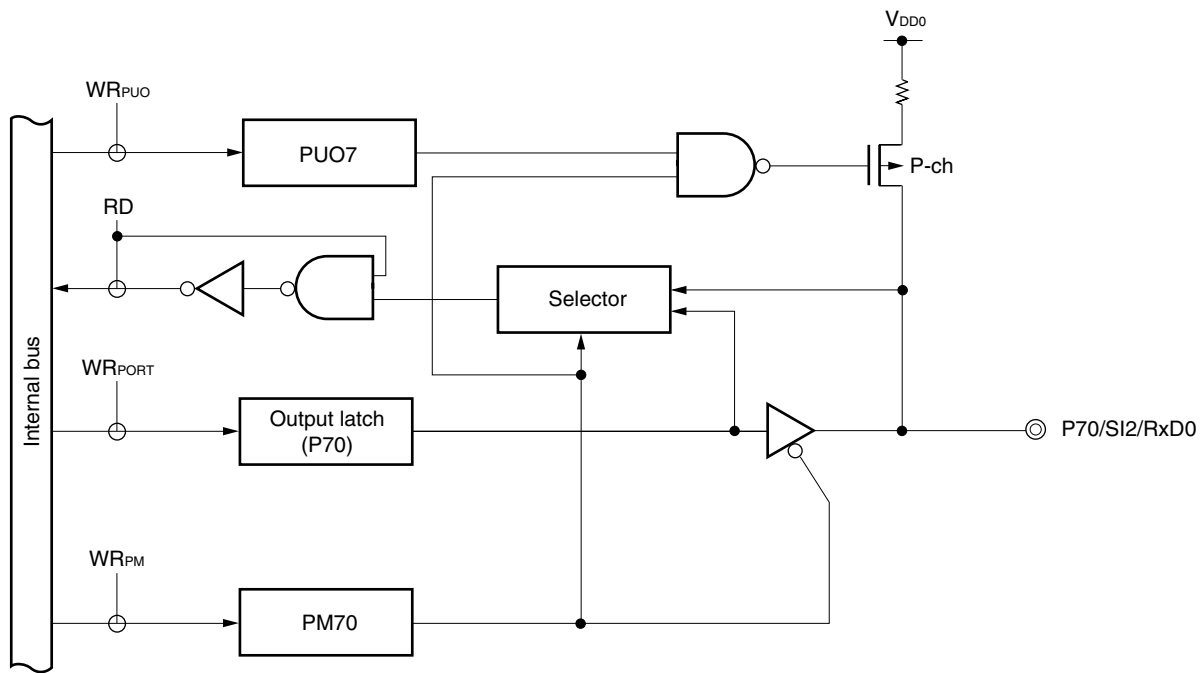 VDD0
WRPUO
PUO7
P-ch
RD
Selector
Internal bus
WRPORT
Output latch
(P70)
P70/SI2/RxD0
WRPM
PM70